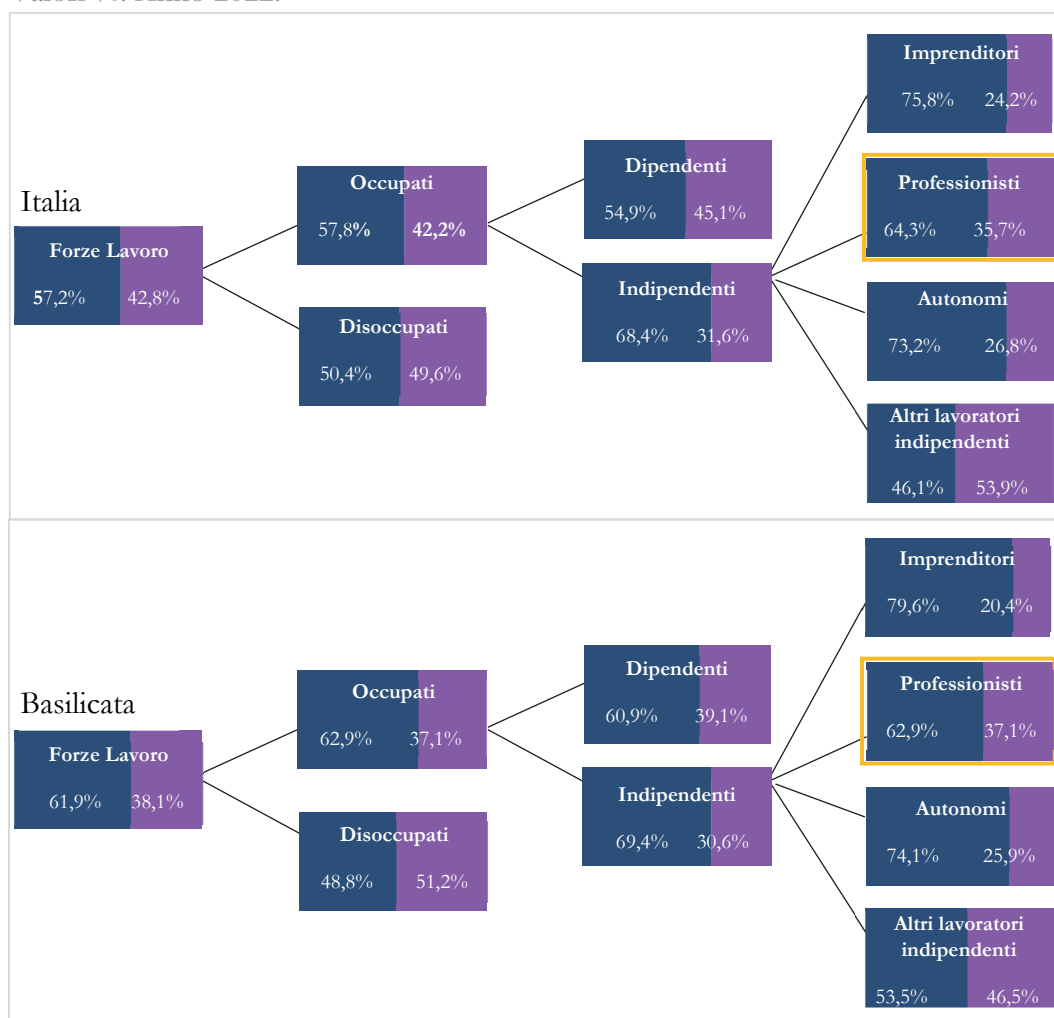 Italia
Forze Lavoro
57,2% 42,8%
Occupati
57,8% 42,2%
Disoccupati
50,4% 49,6%
Dipendenti
54,9% 45,1%
Indipendenti
68,4% 31,6%
Imprenditori
75,8% 24,2%
Professionisti
64,3% 35,7%
Autonomi
73,2% 26,8%
Altri lavoratori
indipendenti
46,1% 53,9%
Basilicata
Forze Lavoro
61,9% 38,1%
Occupati
62,9% 37,1%
Disoccupati
48,8% 51,2%
Dipendenti
60,9% 39,1%
Indipendenti
69,4% 30,6%
Imprenditori
79,6% 20,4%
Professionisti
62,9% 37,1%
Autonomi
74,1% 25,9%
Altri lavoratori
indipendenti
53,5% 46,5%